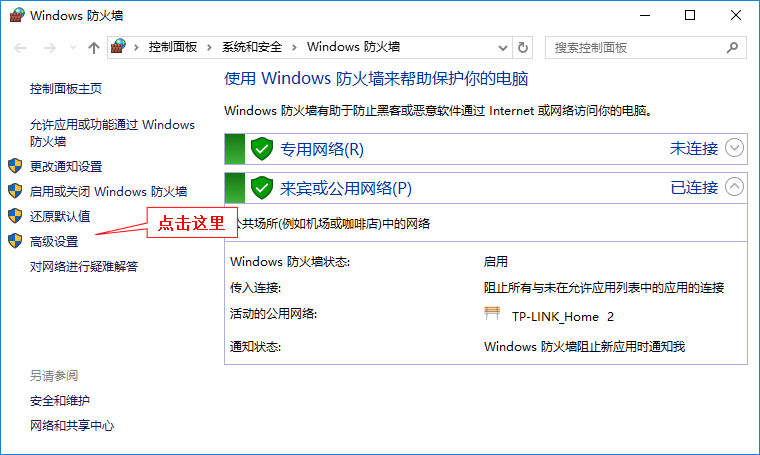 Windows 防火墙
控制面板 系统和安全 Windows 防火墙
搜索控制面板
控制面板主页
允许应用或功能通过 Windows
防火墙
更改通知设置
启用或关闭 Windows 防火墙
还原默认值
高级设置
对网络进行疑难解答
点击这里
另请参阅
安全和维护
网络和共享中心
使用 Windows 防火墙来帮助保护你的电脑
Windows 防火墙有助于防止黑客或恶意软件通过 Internet 或网络访问你的电脑。
专用网络(R) 未连接
来宾或公用网络(P) 已连接
共场所(例如机场或咖啡店)中的网络
Windows 防火墙状态: 启用
传入连接: 阻止所有与未在允许应用列表中的应用的连接
活动的公用网络: TP-LINK_Home 2
通知状态: Windows 防火墙阻止新应用时通知我